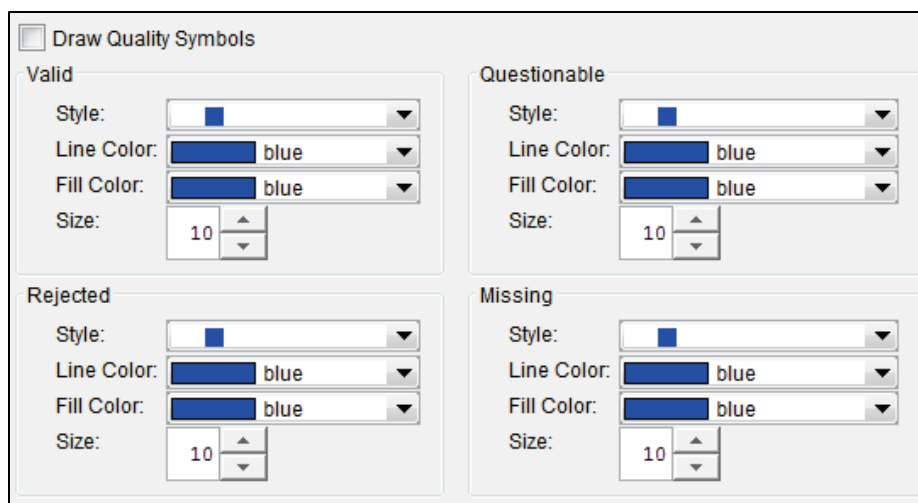 Draw Quality Symbols
Valid
Style:
Line Color: blue
Fill Color: blue
Size: 10
Questionable
Style:
Line Color: blue
Fill Color: blue
Size: 10
Rejected
Style:
Line Color: blue
Fill Color: blue
Size: 10
Missing
Style:
Line Color: blue
Fill Color: blue
Size: 10